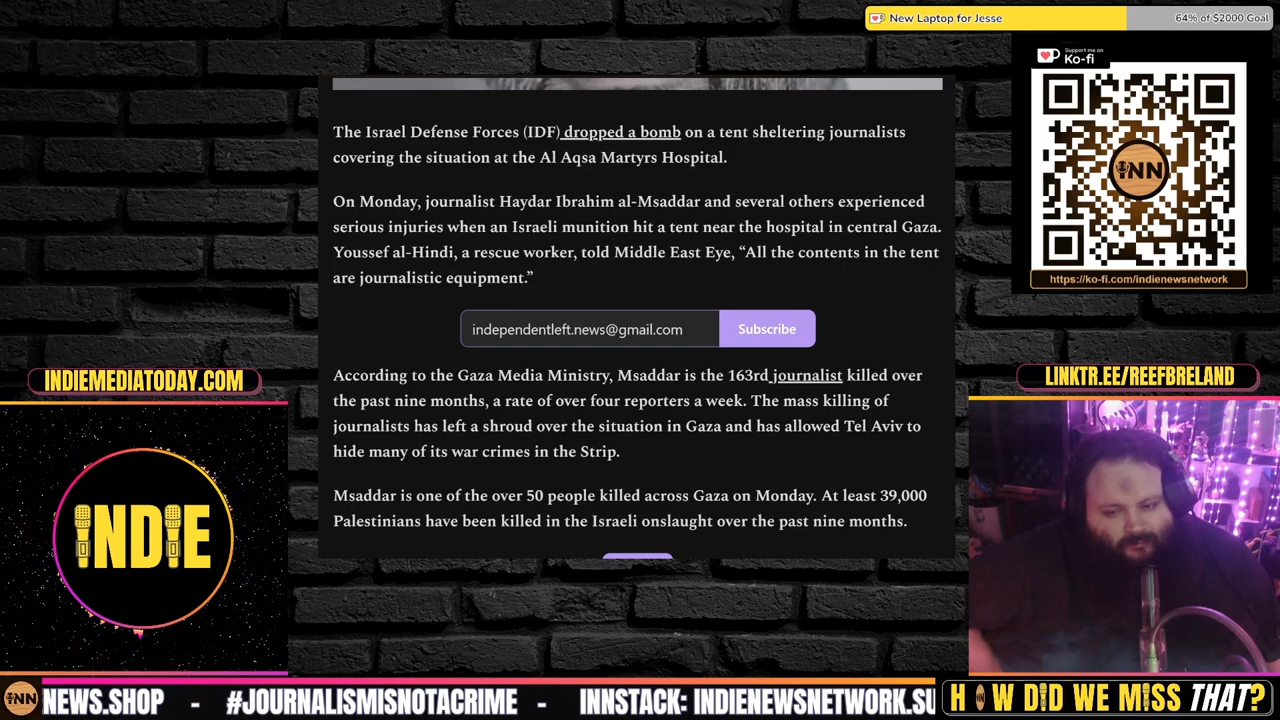 New Laptop for Jesse
64% of $2000 Goal
Support me on
Ko-fi
INN
https://ko-fi.com/indienewsnetwork
The Israel Defense Forces (IDF) dropped a bomb on a tent sheltering journalists
covering the situation at the Al Aqsa Martyrs Hospital.
On Monday, journalist Haydar Ibrahim al-Msaddar and several others experienced
serious injuries when an Israeli munition hit a tent near the hospital in central Gaza.
Youssef al-Hindi, a rescue worker, told Middle East Eye, “All the contents in the tent
are journalistic equipment.”
independentleft.news@gmail.com
Subscribe
According to the Gaza Media Ministry, Msaddar is the 163rd journalist killed over
the past nine months, a rate of over four reporters a week. The mass killing of
journalists has left a shroud over the situation in Gaza and has allowed Tel Aviv to
hide many of its war crimes in the Strip.
Msaddar is one of the over 50 people killed across Gaza on Monday. At least 39,000
Palestinians have been killed in the Israeli onslaught over the past nine months.
INDIEMEDIATODAY.COM
LINKTR.EE/REEFBRELAND
INDIE
INN
NEWS.SHOP - #JOURNALISMISNOTACRIME - INNSTACK: INDIENEWSNETWORK.SU
HOW DID WE MISS THAT?